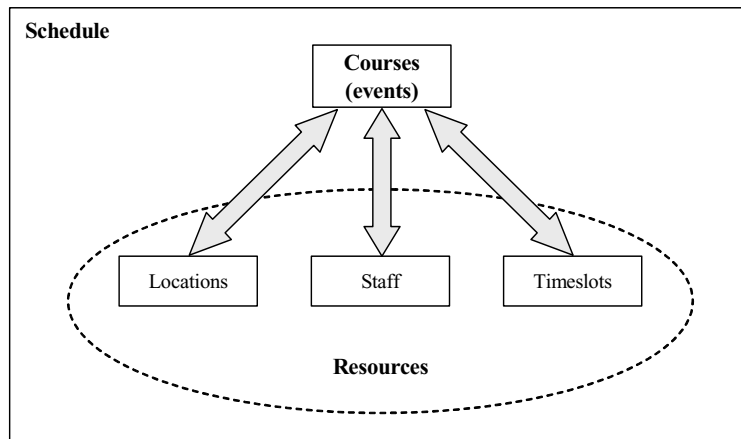 Schedule
Courses
(events)
Locations
Staff
Timeslots
Resources